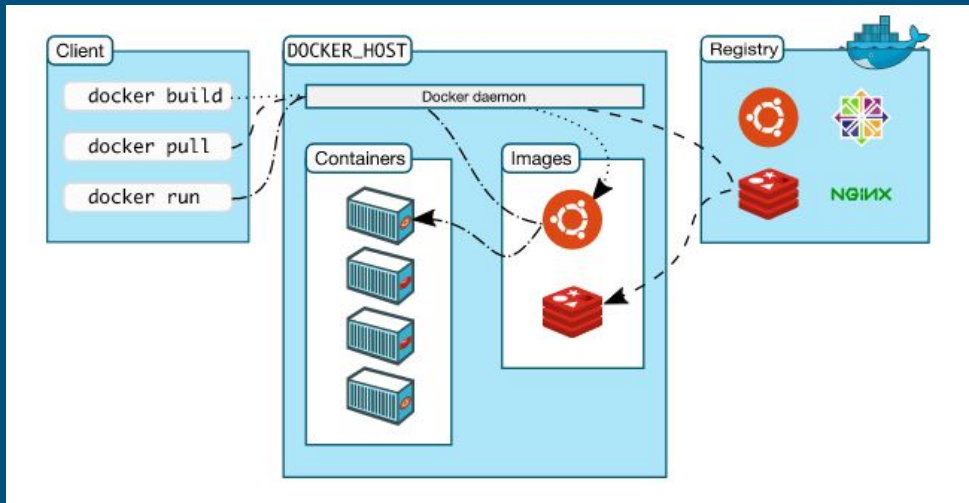 Client
docker build
docker pull
docker run
DOCKER_HOST
Docker daemon
Containers
Images
Registry
NGiNX